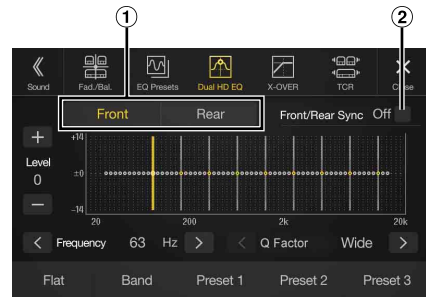 1 2
Sound Fad./Bal. EQ Presets Dual HD EQ X-OVER TCR Close
Front Rear Front/Rear Sync Off
+14
Level
0
±0
-14
20 200 2k 20k
Frequency 63 Hz Q Factor Wide
Flat Band Preset 1 Preset 2 Preset 3